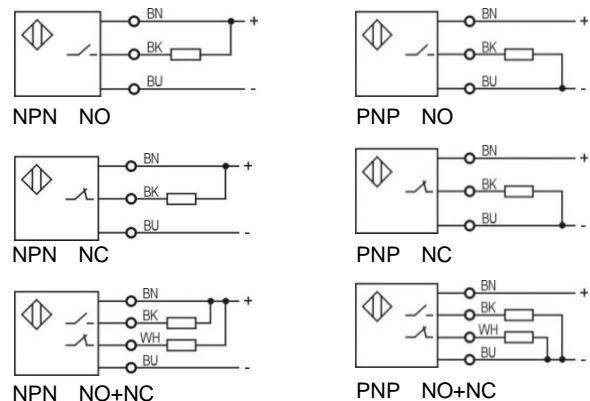 BN +
BK
BU -
NPN NO
BN +
BK
BU -
PNP NO
BN +
BK
BU -
NPN NC
BN +
BK
BU -
PNP NC
BN +
BK
WH
BU -
NPN NO+NC
BN +
BK
WH
BU -
PNP NO+NC